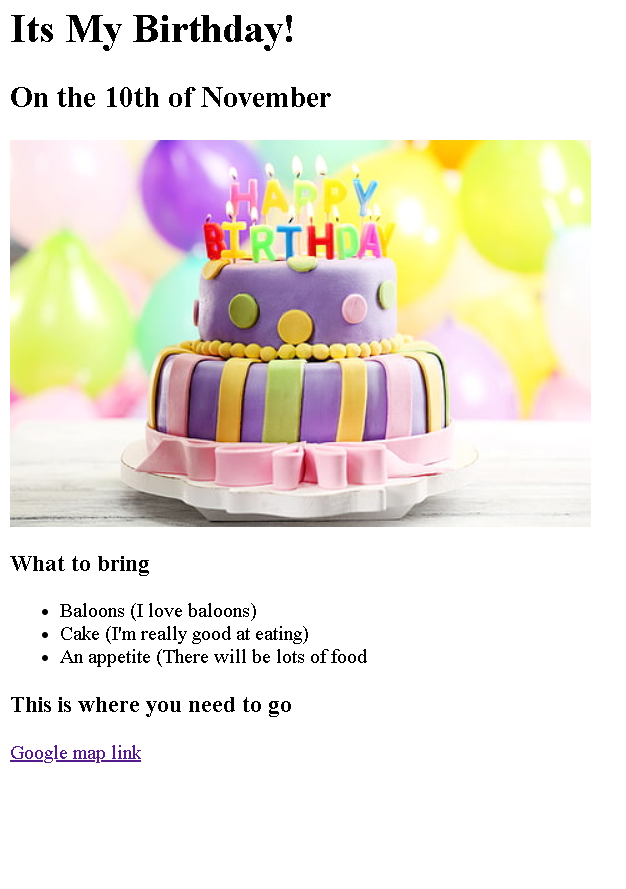 Its My Birthday!
On the 10th of November
HAPPY
BIRTHDAY
What to bring
Baloons (I love baloons)
Cake (I'm really good at eating)
An appetite (There will be lots of food
This is where you need to go
Google map link